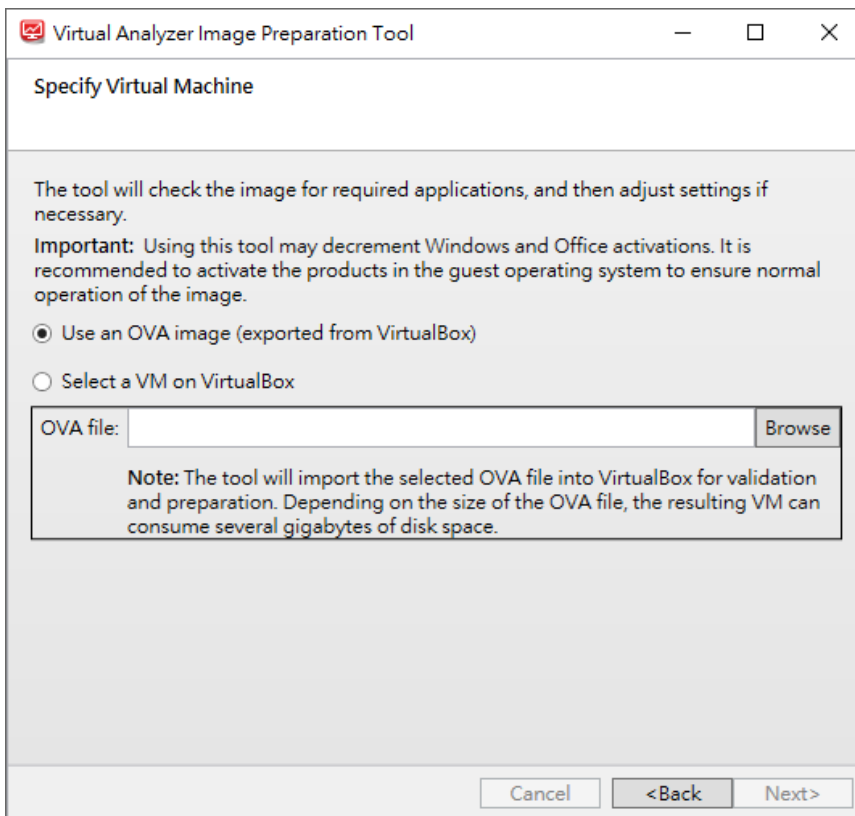 Virtual Analyzer Image Preparation Tool
Specify Virtual Machine
The tool will check the image for required applications, and then adjust settings if
necessary.
Important: Using this tool may decrement Windows and Office activations. It is
recommended to activate the products in the guest operating system to ensure normal
operation of the image.
Use an OVA image (exported from VirtualBox)
Select a VM on VirtualBox
OVA file: Browse
Note: The tool will import the selected OVA file into VirtualBox for validation
and preparation. Depending on the size of the OVA file, the resulting VM can
consume several gigabytes of disk space.
Cancel <Back Next>